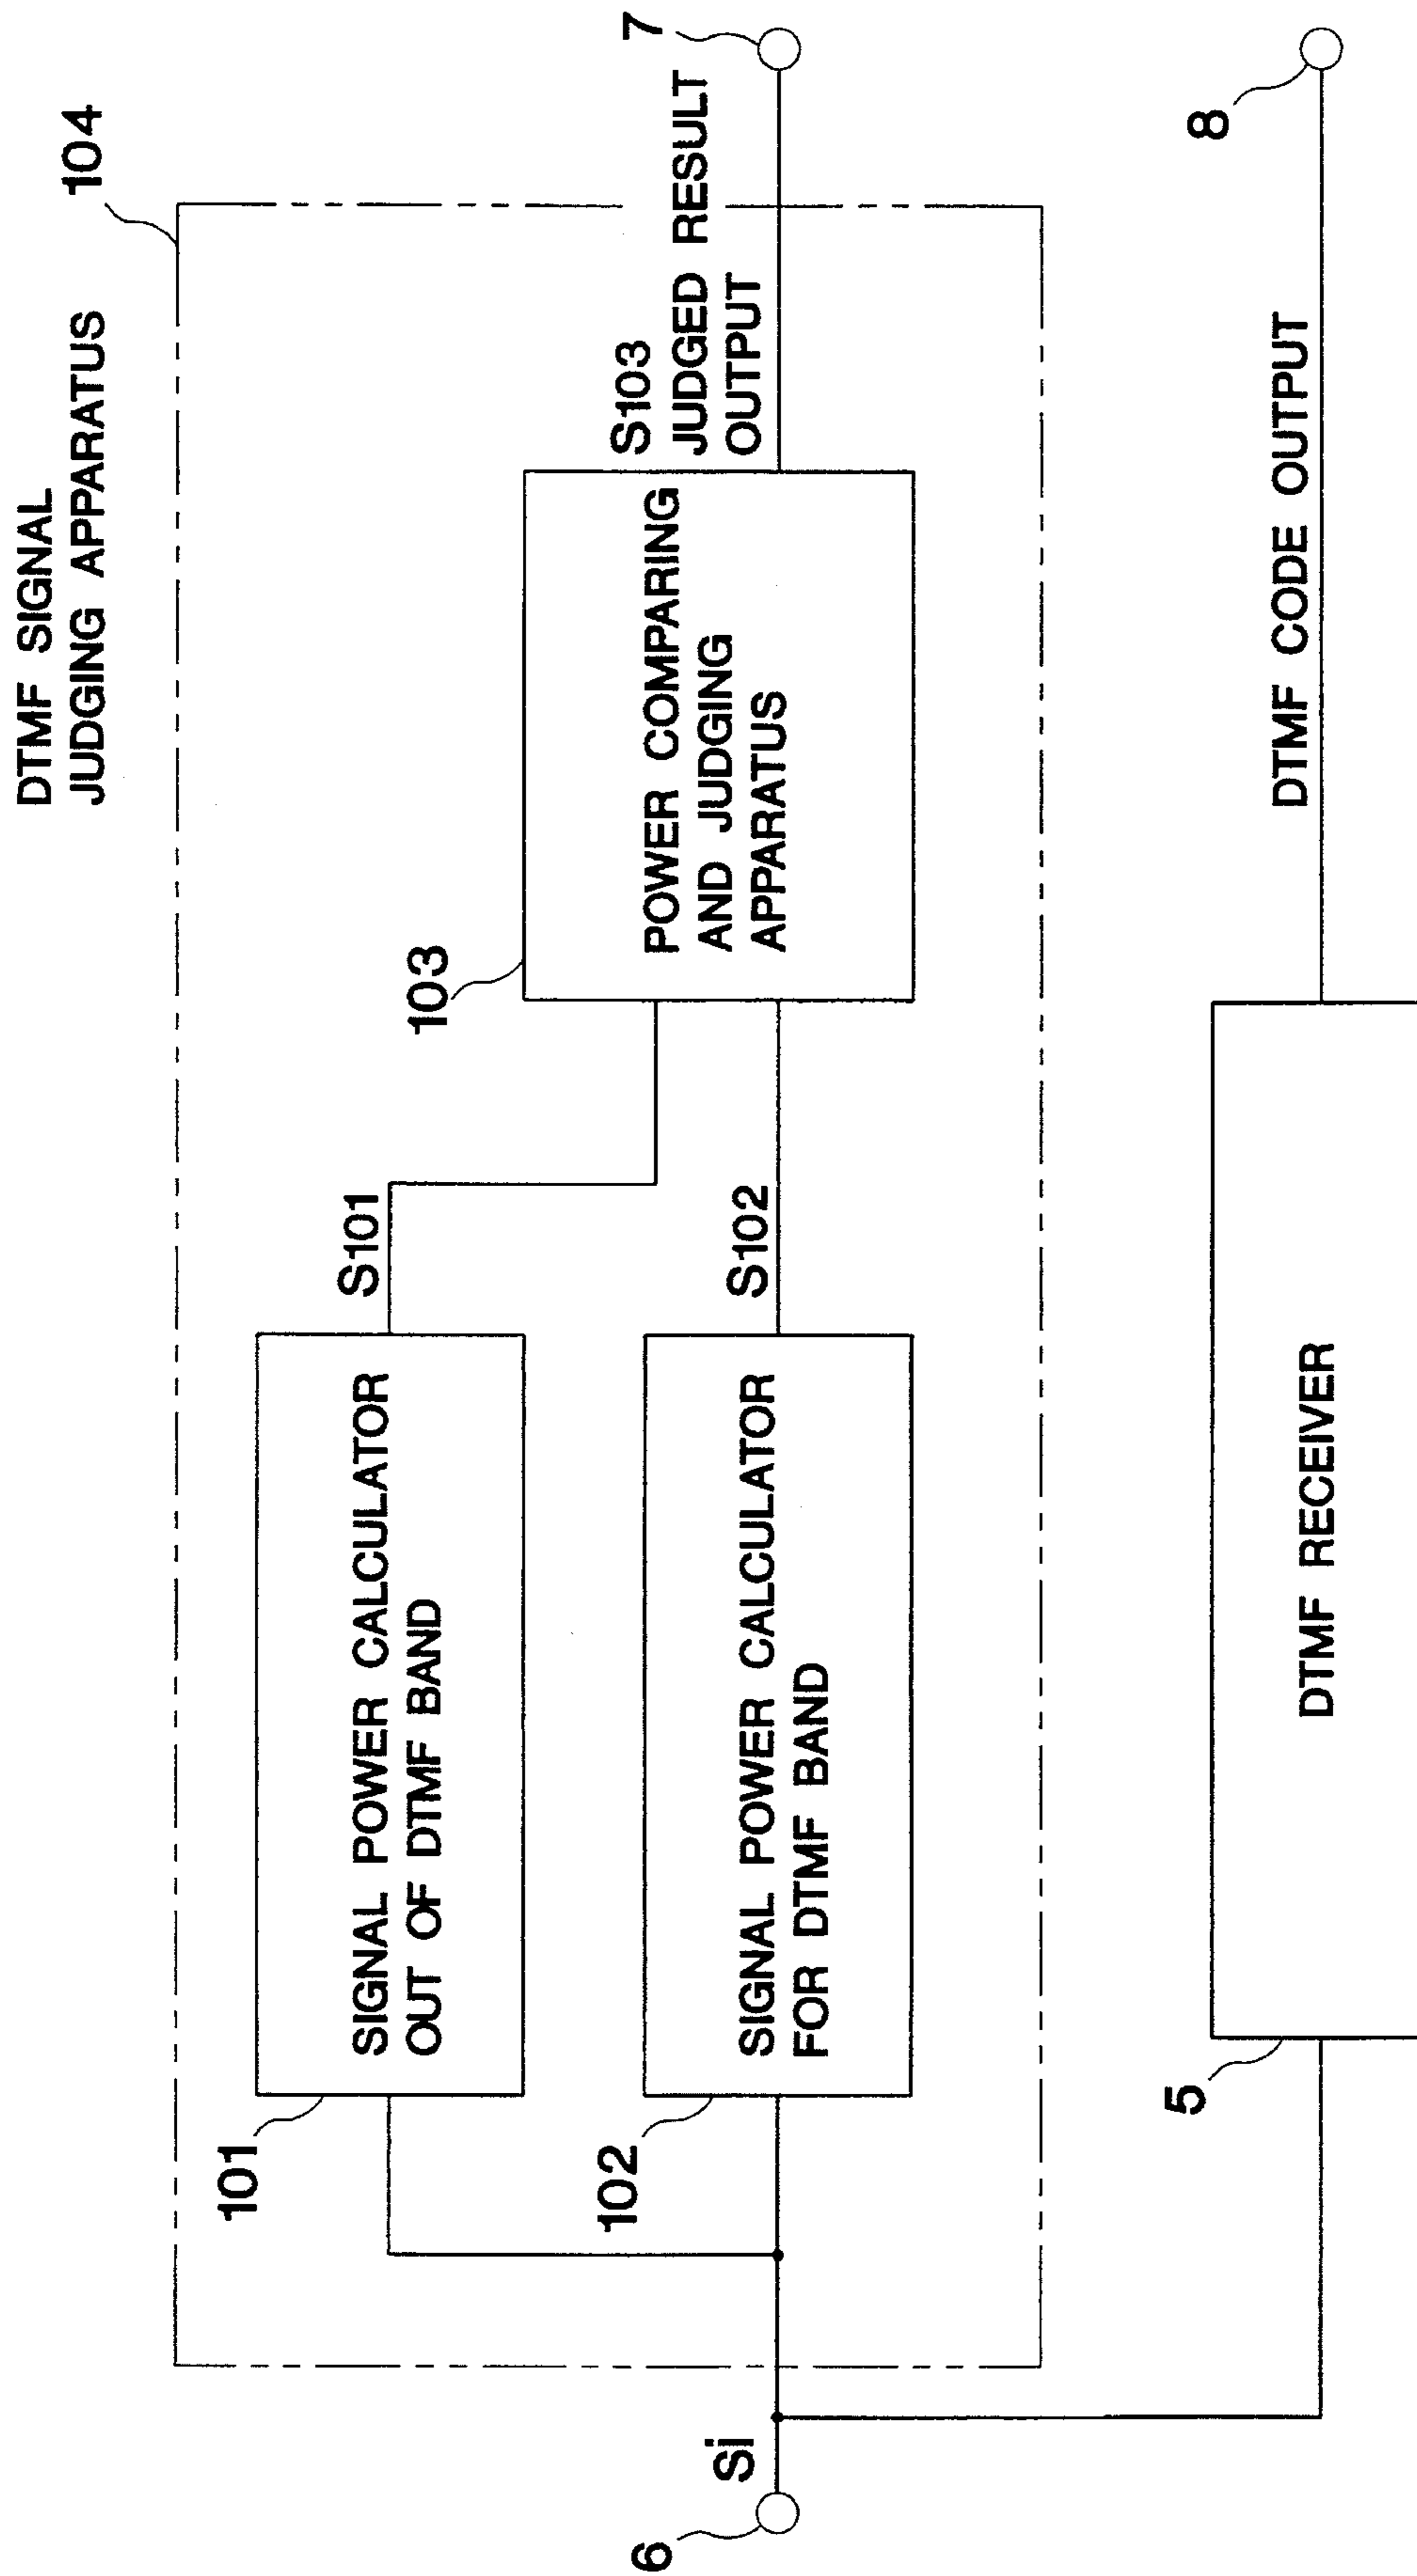 DTMF SIGNAL
JUDGING APPARATUS
104
101
SIGNAL POWER CALCULATOR
OUT OF DTMF BAND
S101
103
POWER COMPARING
AND JUDGING
APPARATUS
S103
JUDGED RESULT
OUTPUT
7
6
Si
102
SIGNAL POWER CALCULATOR
FOR DTMF BAND
S102
5
DTMF RECEIVER
DTMF CODE OUTPUT
8